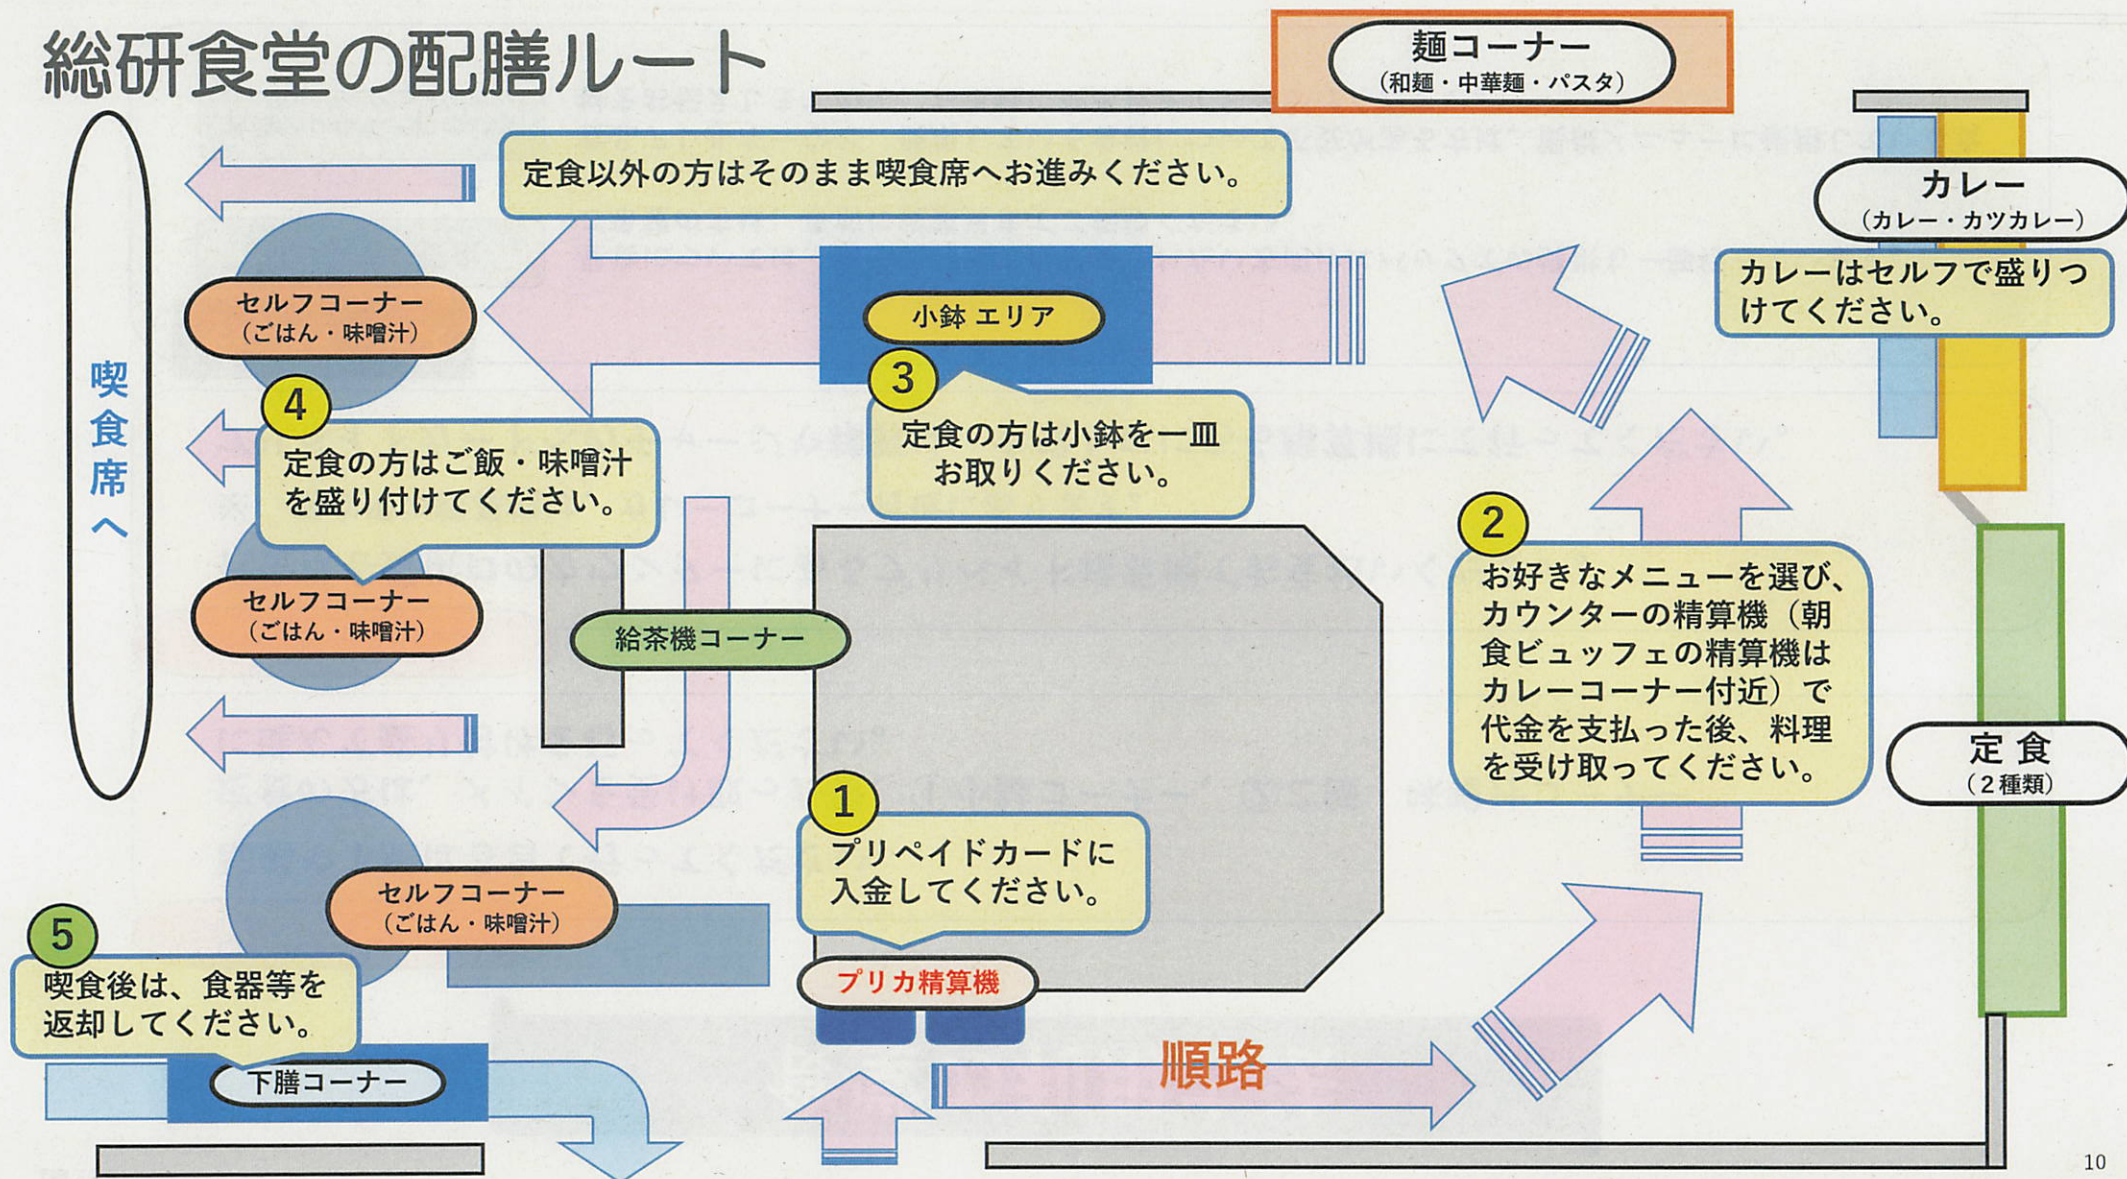 総研食堂の配膳ルート
麺コーナー
（和麺・中華麺・パスタ）
定食以外の方はそのまま喫食席へお進みください。
カレー
（カレー・カツカレー）
カレーはセルフで盛りつ
けてください。
セルフコーナー
（ごはん・味噌汁）
小鉢 エリア
3
定食の方は小鉢を一皿
お取りください。
4
定食の方はご飯・味噌汁
を盛り付けてください。
喫食席へ
セルフコーナー
（ごはん・味噌汁）
給茶機コーナー
2
お好きなメニューを選び、
カウンターの精算機（朝
食ビュッフェの精算機は
カレーコーナー付近）で
代金を支払った後、料理
を受け取ってください。
定 食
（２種類）
1
プリペイドカードに
入金してください。
セルフコーナー
（ごはん・味噌汁）
プリカ精算機
5
喫食後は、食器等を
返却してください。
下膳コーナー
順路
10